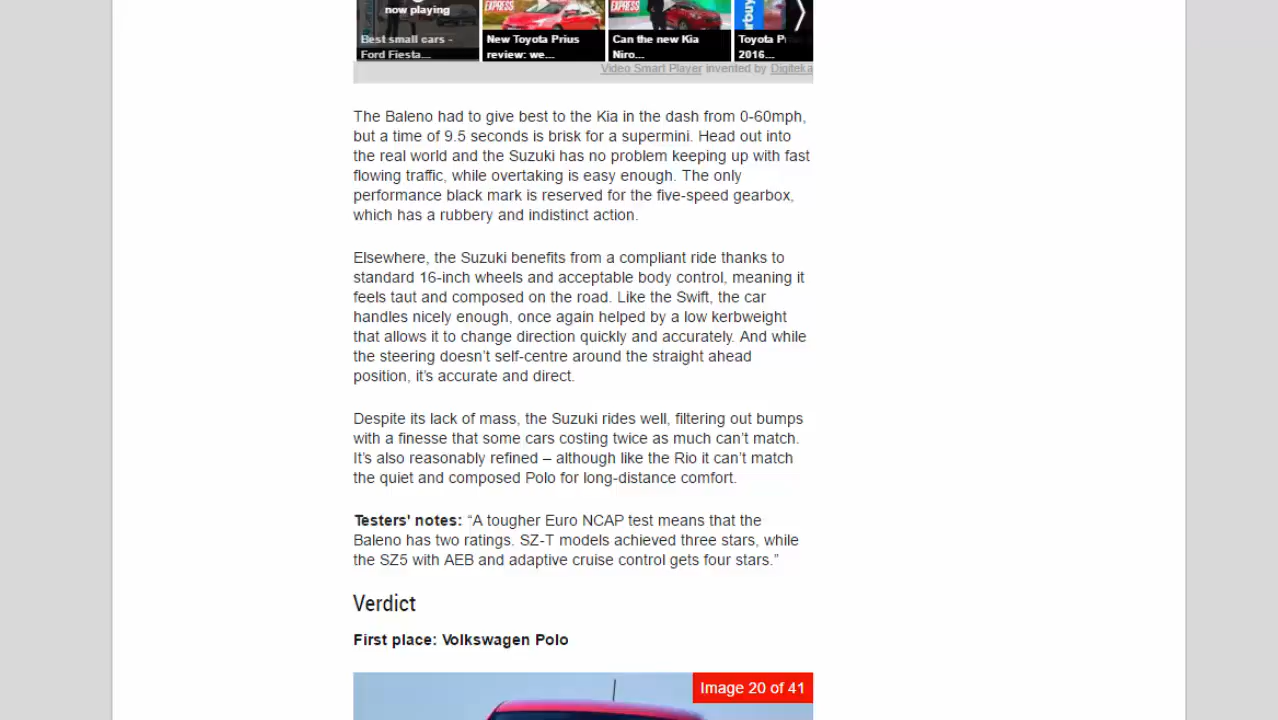 now playing
Best small cars -
Ford Fiesta...
EXPRESS
New Toyota Prius
review: we...
EXPRESS
Can the new Kia
Niro...
Toyota P
2016...
Video Smart Player invented by Digiteka
The Baleno had to give best to the Kia in the dash from 0-60mph,
but a time of 9.5 seconds is brisk for a supermini. Head out into
the real world and the Suzuki has no problem keeping up with fast
flowing traffic, while overtaking is easy enough. The only
performance black mark is reserved for the five-speed gearbox,
which has a rubbery and indistinct action.
Elsewhere, the Suzuki benefits from a compliant ride thanks to
standard 16-inch wheels and acceptable body control, meaning it
feels taut and composed on the road. Like the Swift, the car
handles nicely enough, once again helped by a low kerbweight
that allows it to change direction quickly and accurately. And while
the steering doesn’t self-centre around the straight ahead
position, it’s accurate and direct.
Despite its lack of mass, the Suzuki rides well, filtering out bumps
with a finesse that some cars costing twice as much can’t match.
It’s also reasonably refined – although like the Rio it can’t match
the quiet and composed Polo for long-distance comfort.
Testers' notes: “A tougher Euro NCAP test means that the
Baleno has two ratings. SZ-T models achieved three stars, while
the SZ5 with AEB and adaptive cruise control gets four stars.”
Verdict
First place: Volkswagen Polo
Image 20 of 41